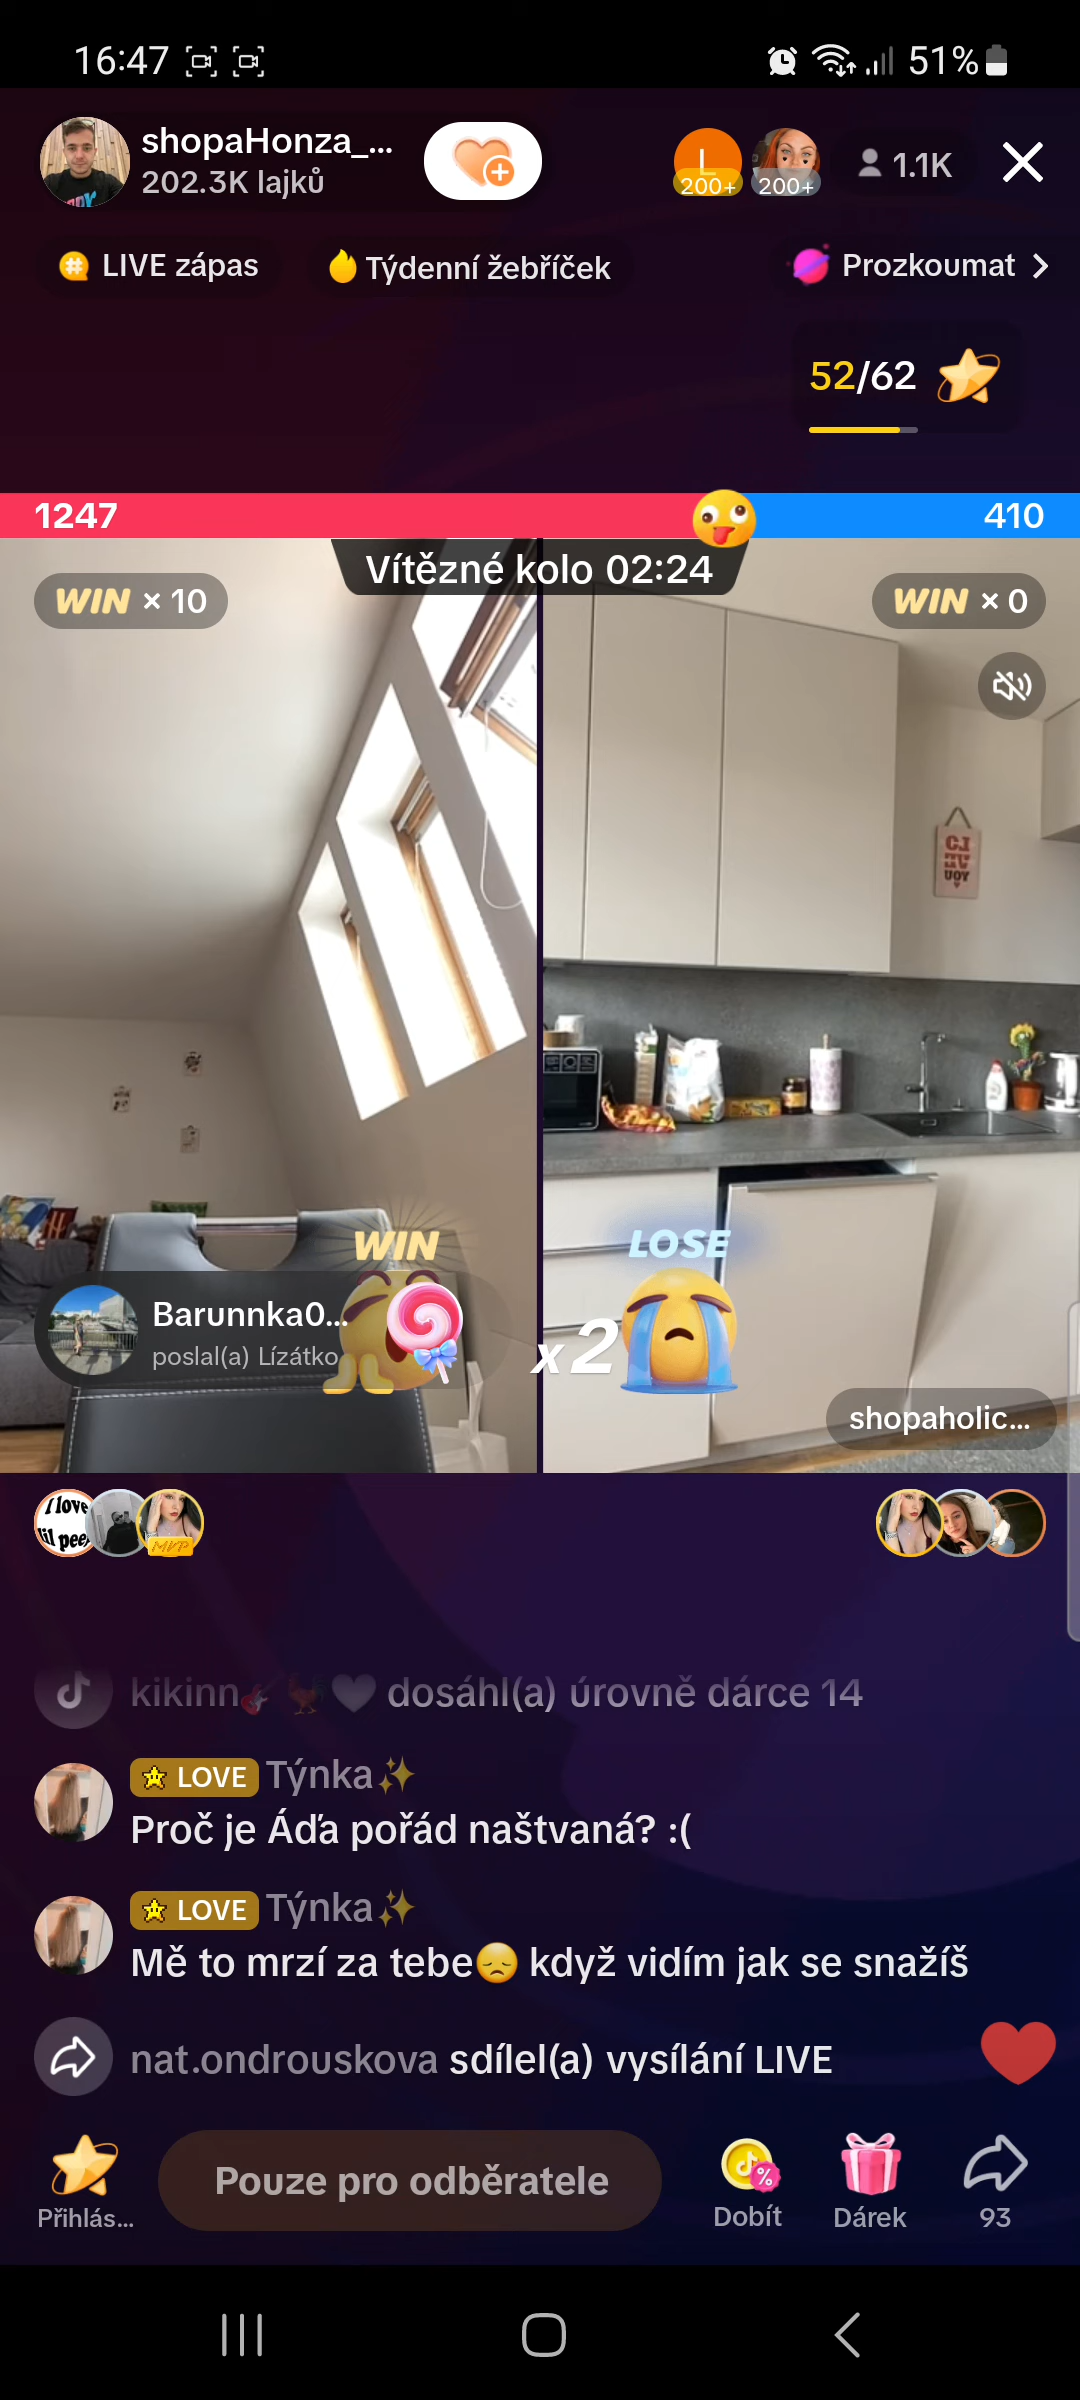 16:47
51%
shopaHonza_...
202.3K lajků
L
200+
200+
1.1K
LIVE zápas
Týdenní žebříček
Prozkoumat
52/62
1247
410
Vítězné kolo 02:24
WIN × 10
WIN × 0
WIN
LOSE
Barunnka0...
poslal(a) Lízátko
x2
shopaholic...
I love
lil peep
MVP
kikinn🎸🐓🤍 dosáhl(a) úrovně dárce 14
LOVE Týnka✨
Proč je Áďa pořád naštvaná? :(
LOVE Týnka✨
Mě to mrzí za tebe😞 když vidím jak se snažíš
nat.ondrouskova sdílel(a) vysílání LIVE
Přihlás...
Pouze pro odběratele
Dobít
Dárek
93